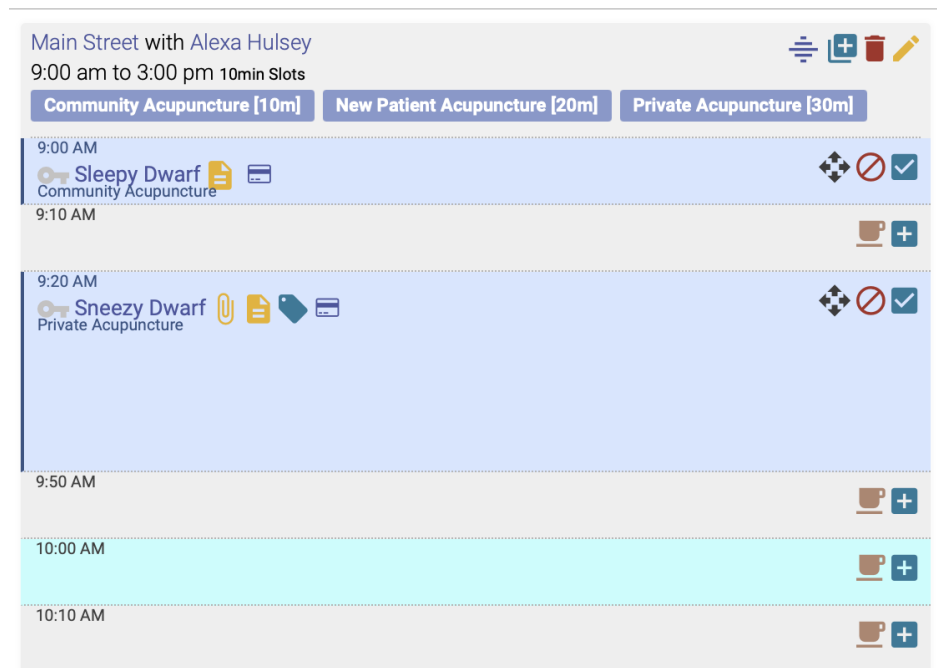 Main Street with Alexa Hulsey
9:00 am to 3:00 pm 10min Slots
Community Acupuncture [10m] New Patient Acupuncture [20m] Private Acupuncture [30m]
9:00 AM
Sleepy Dwarf
Community Acupuncture
9:10 AM
9:20 AM
Sneezy Dwarf
Private Acupuncture
9:50 AM
10:00 AM
10:10 AM